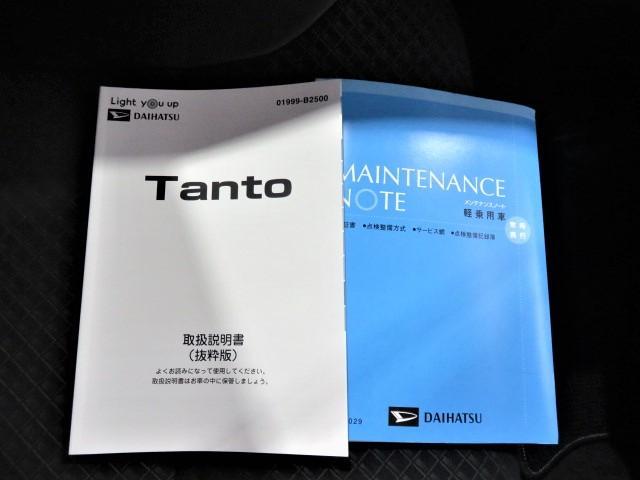 Light you up
01999-B2500
DAIHATSU
Tanto
取扱説明書
(抜粋版)
よくお読みになって使用してください。
取扱説明書はお車の中に保管しましょう。
MAINTENANCE
NOTE
メンテナンスノート
軽乗用車
証書 •点検整備方式 •サービス網 •点検整備記録簿
029
DAIHATSU